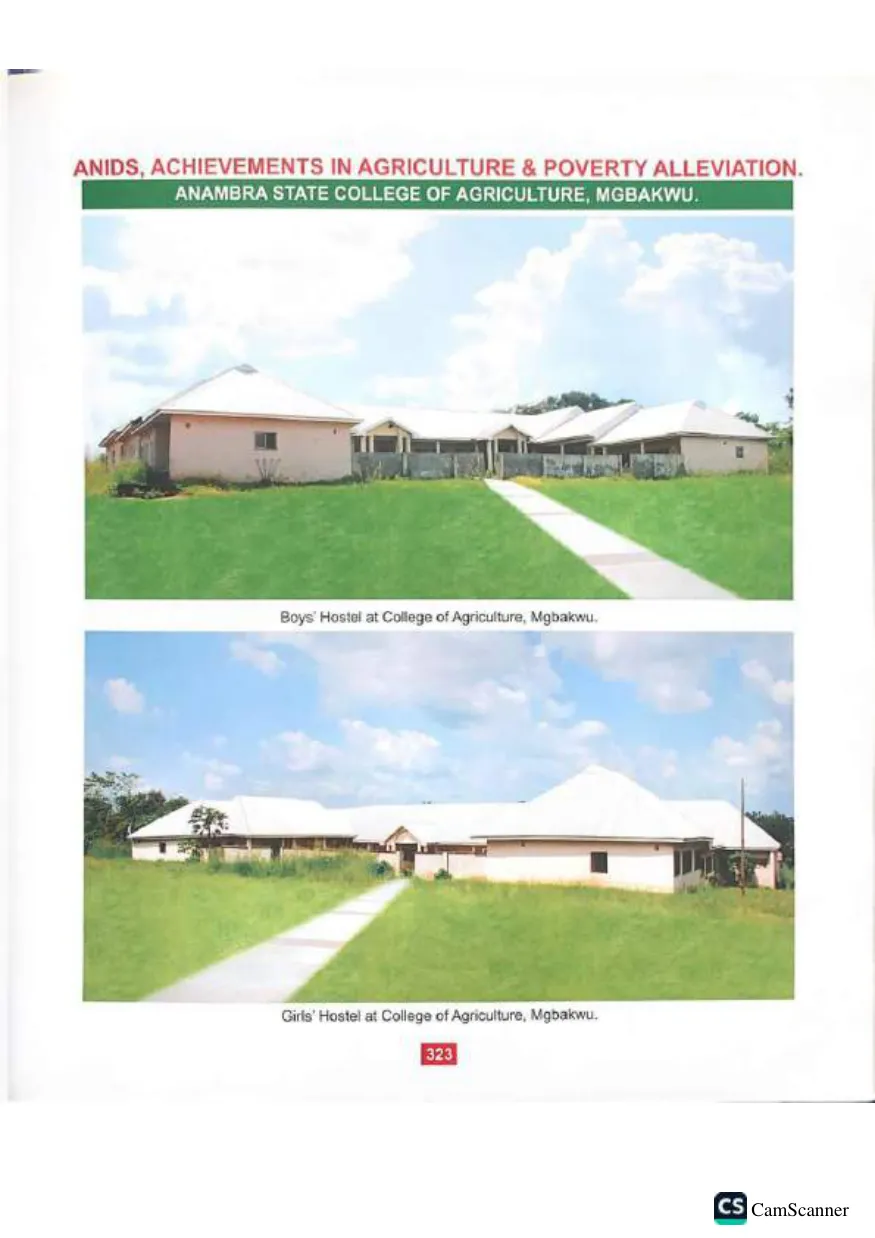 ANIDS, ACHIEVEMENTS IN AGRICULTURE & POVERTY ALLEVIATION.
ANAMBRA STATE COLLEGE OF AGRICULTURE, MGBAKWU.
Boys' Hostel at College of Agriculture, Mgbakwu.
Girls' Hostel at College of Agriculture, Mgbakwu.
323
CS CamScanner